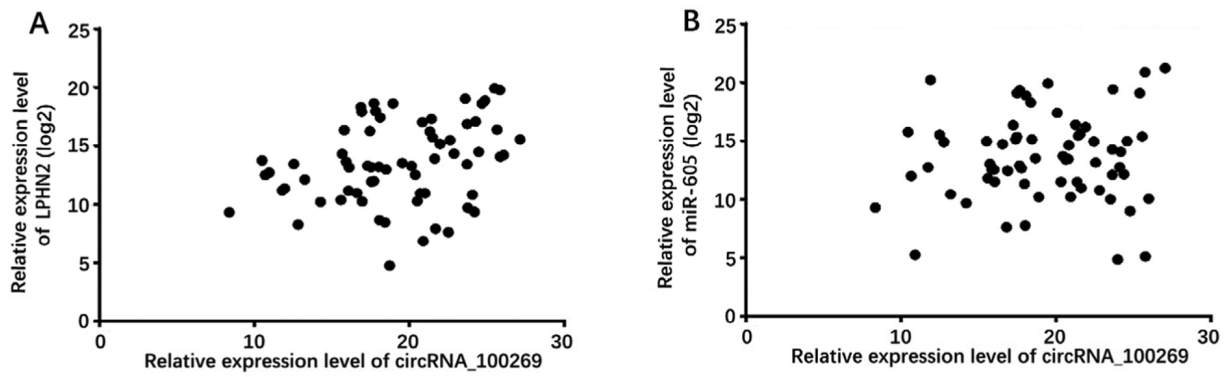 A
Relative expression level
of LPHN2 (log2)
25
20
15
10
5
0
0 10 20 30
Relative expression level of circRNA_100269
B
Relative expression level
of miR-605 (log2)
25
20
15
10
5
0
0 10 20 30
Relative expression level of circRNA_100269